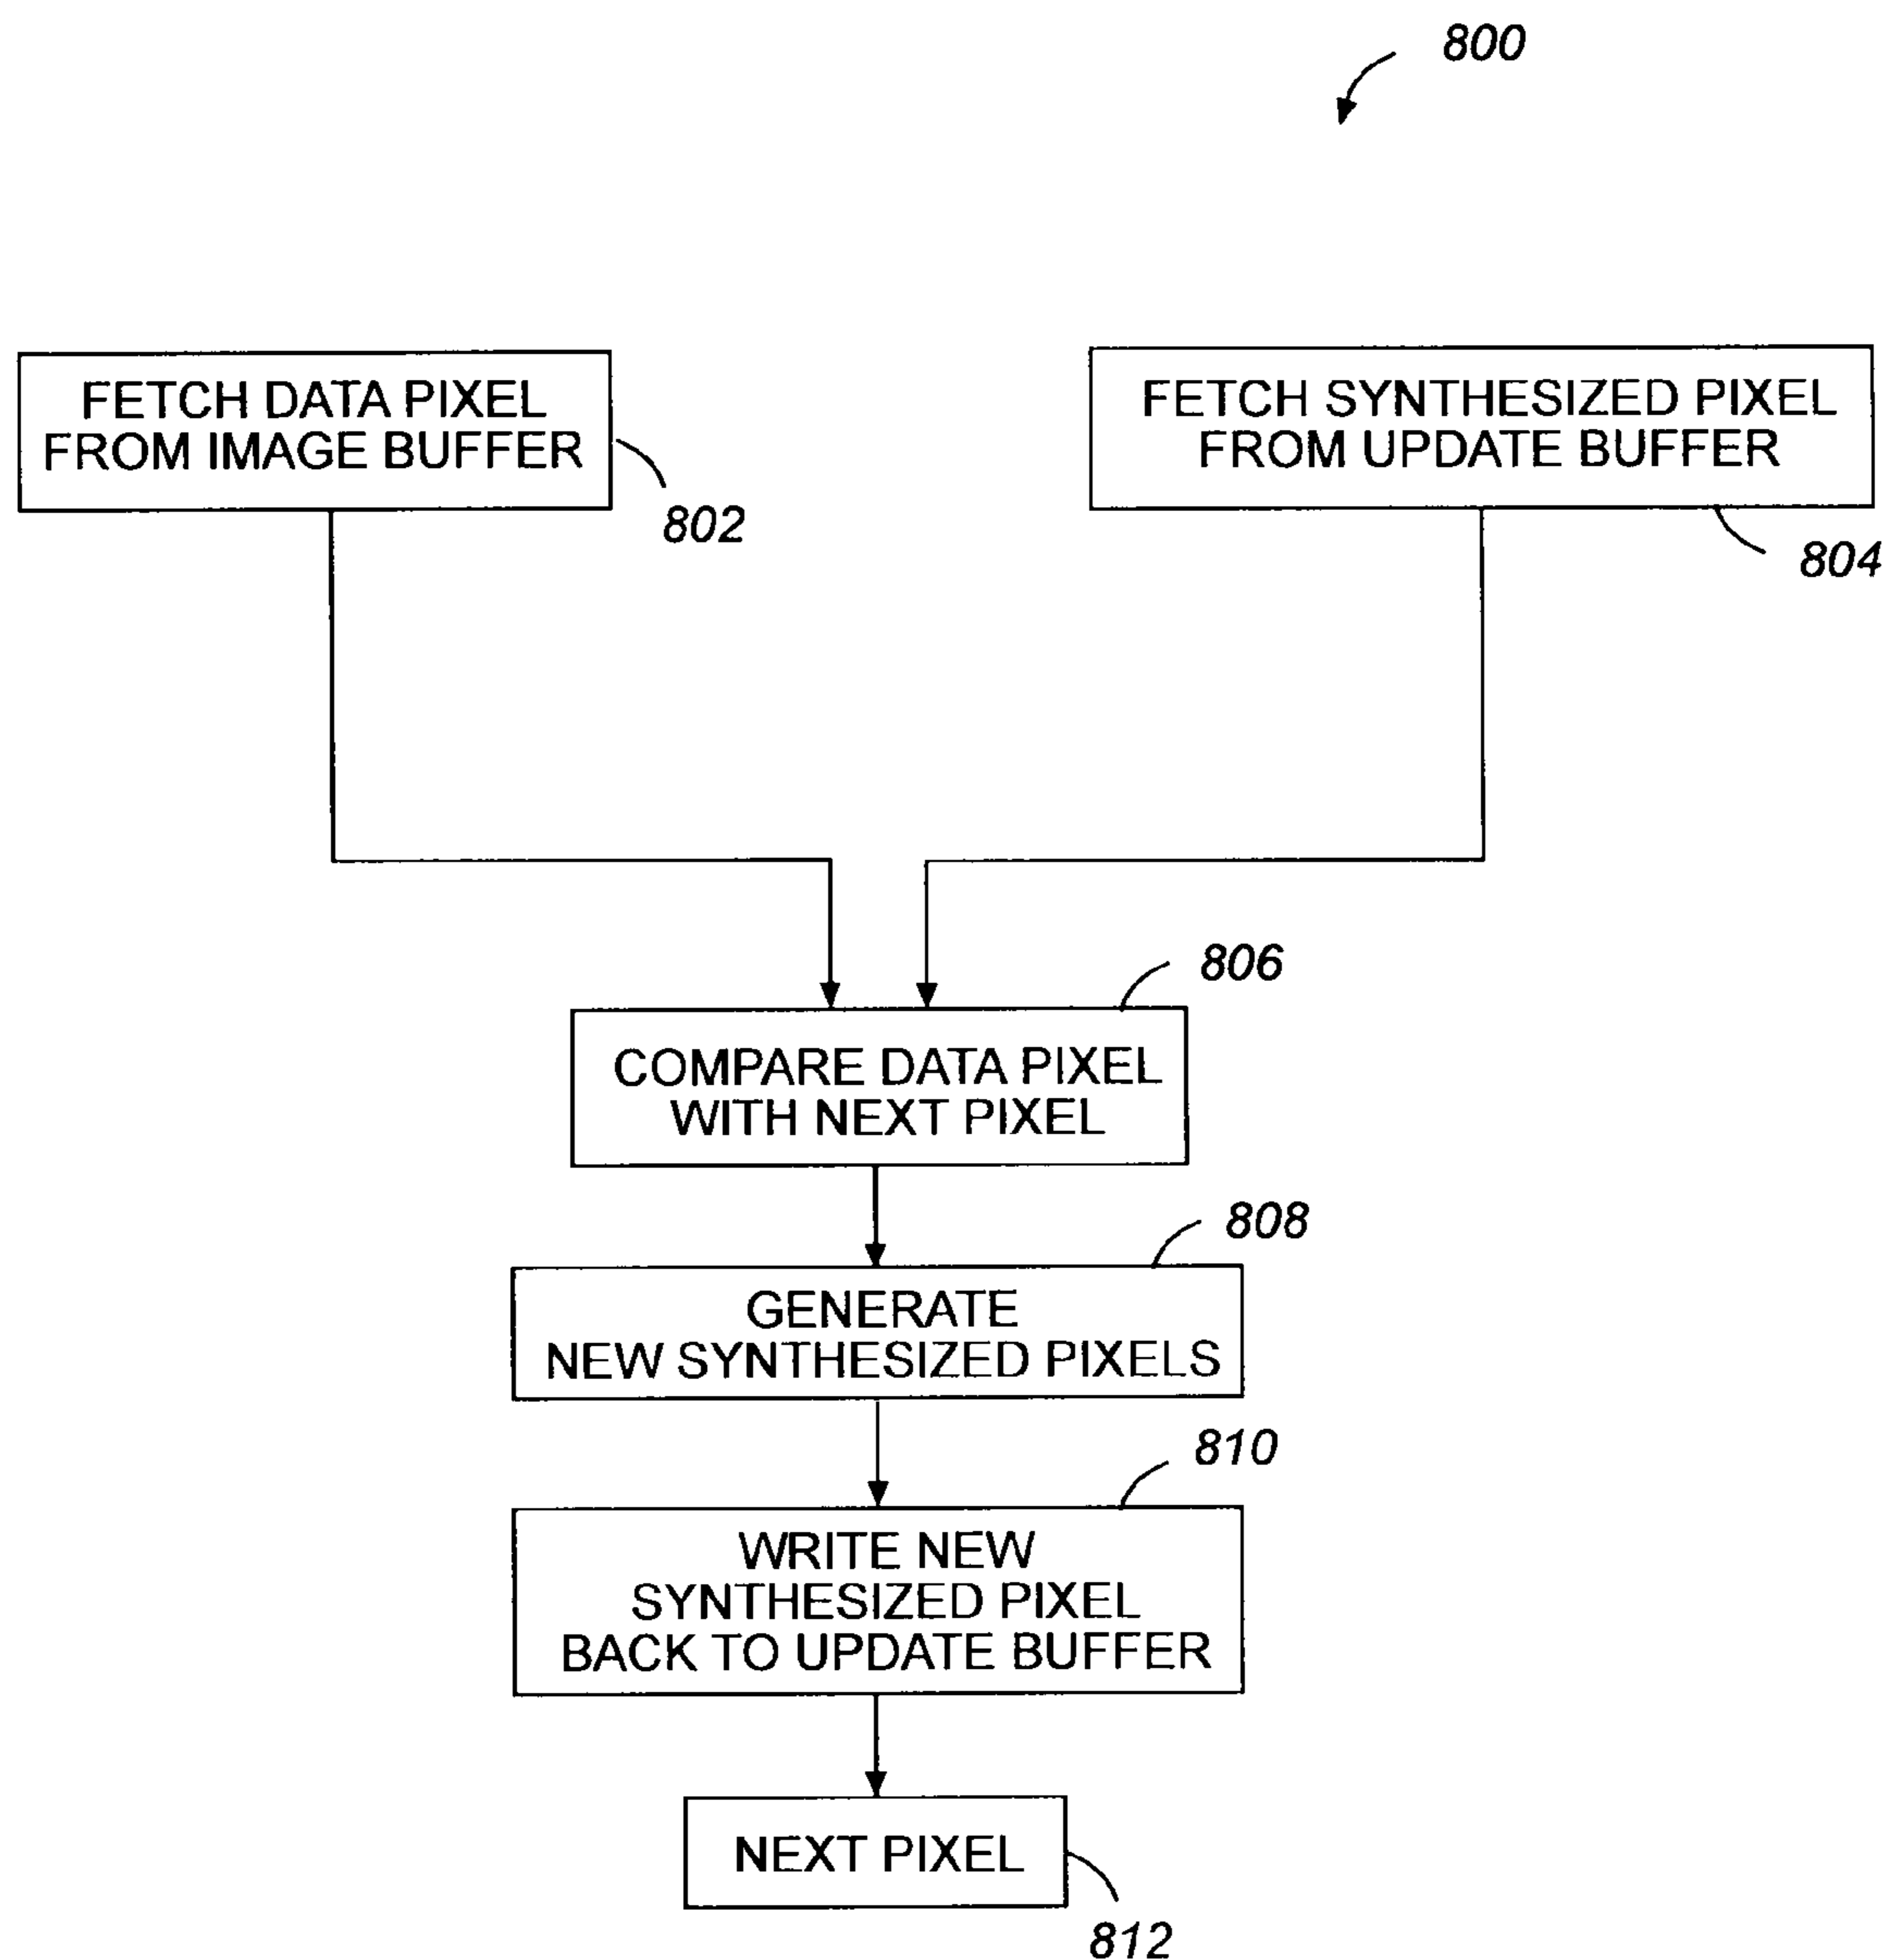 800
FETCH DATA PIXEL
FROM IMAGE BUFFER
802
FETCH SYNTHESIZED PIXEL
FROM UPDATE BUFFER
804
806
COMPARE DATA PIXEL
WITH NEXT PIXEL
808
GENERATE
NEW SYNTHESIZED PIXELS
810
WRITE NEW
SYNTHESIZED PIXEL
BACK TO UPDATE BUFFER
NEXT PIXEL
812